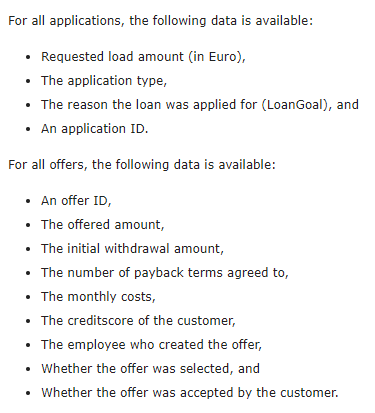 For all applications, the following data is available:
• Requested load amount (in Euro),
• The application type,
• The reason the loan was applied for (LoanGoal), and
• An application ID.
For all offers, the following data is available:
• An offer ID,
• The offered amount,
• The initial withdrawal amount,
• The number of payback terms agreed to,
• The monthly costs,
• The creditscore of the customer,
• The employee who created the offer,
• Whether the offer was selected, and
• Whether the offer was accepted by the customer.